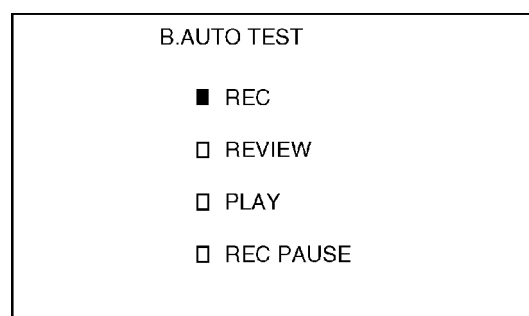 B.AUTO TEST
■ REC
□ REVIEW
□ PLAY
□ REC PAUSE